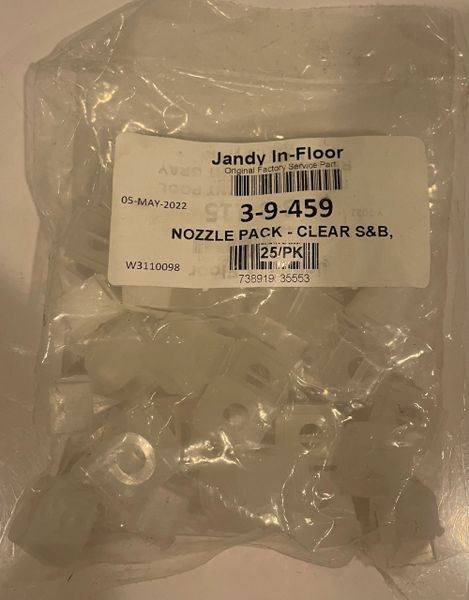 Jandy In-Floor
Original Factory Service Part
05-MAY-2022
3-9-459
NOZZLE PACK - CLEAR S&B,
25/PK
W3110098
738919 35553